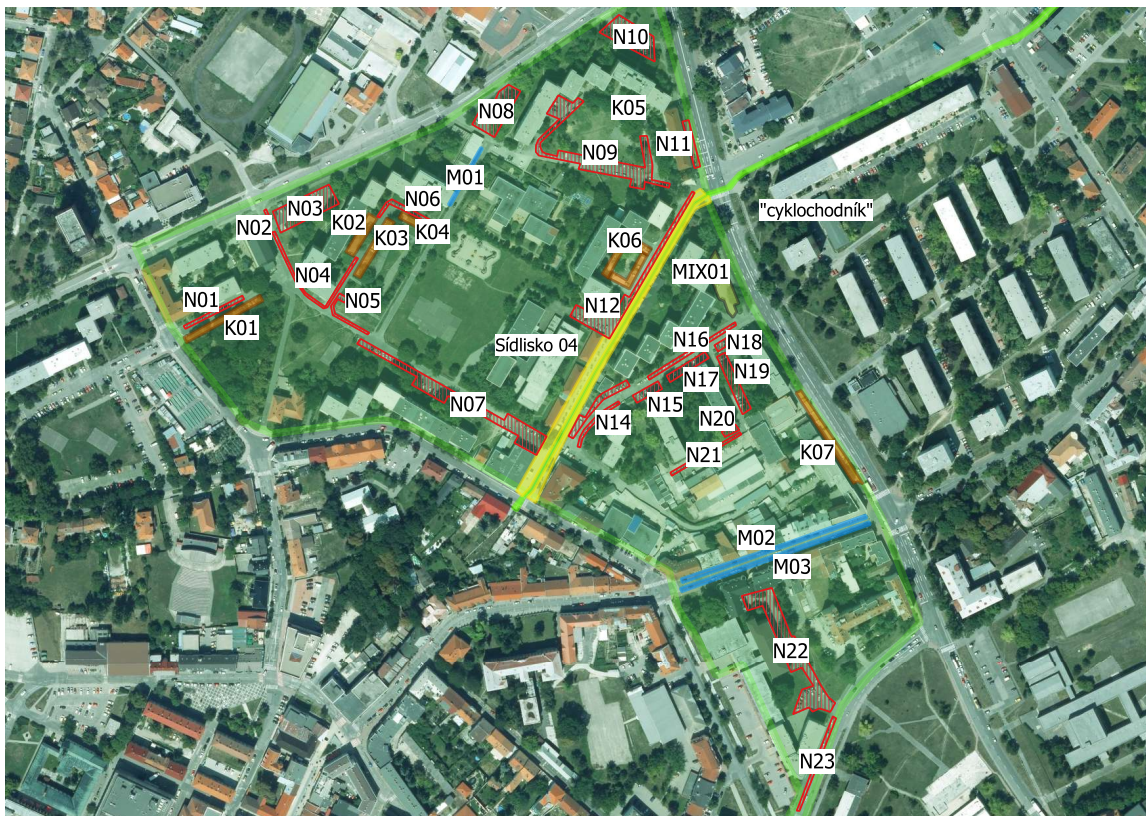 N10
N08
K05
N11
N09
M01
N03
N06
N02
K02
K04
K03
"cyklochodník"
K06
MIX01
N04
N05
N01
N12
K01
Sídlisko 04
N16
N18
N17
N19
N07
N15
N14
N20
K07
N21
M02
M03
N22
N23